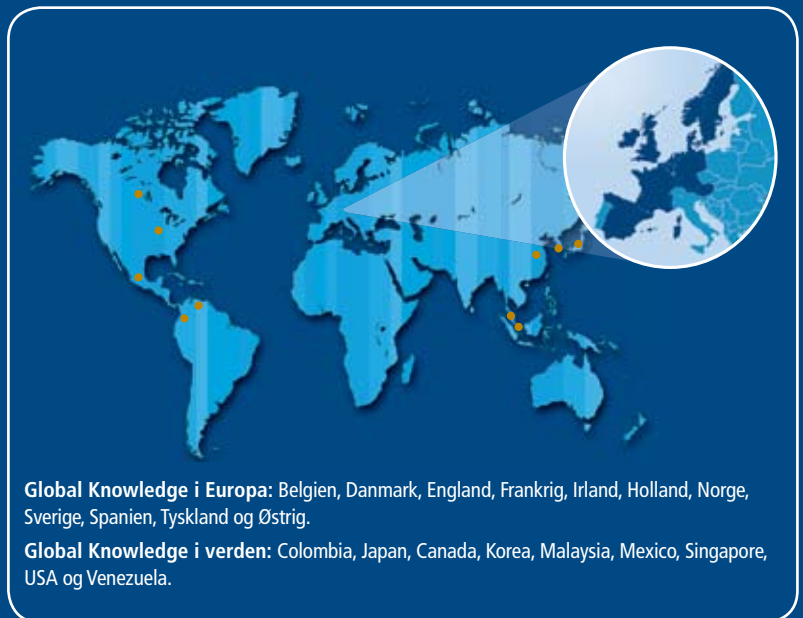 Global Knowledge i Europa: Belgien, Danmark, England, Frankrig, Irland, Holland, Norge,
Sverige, Spanien, Tyskland og Østrig.
Global Knowledge i verden: Colombia, Japan, Canada, Korea, Malaysia, Mexico, Singapore,
USA og Venezuela.